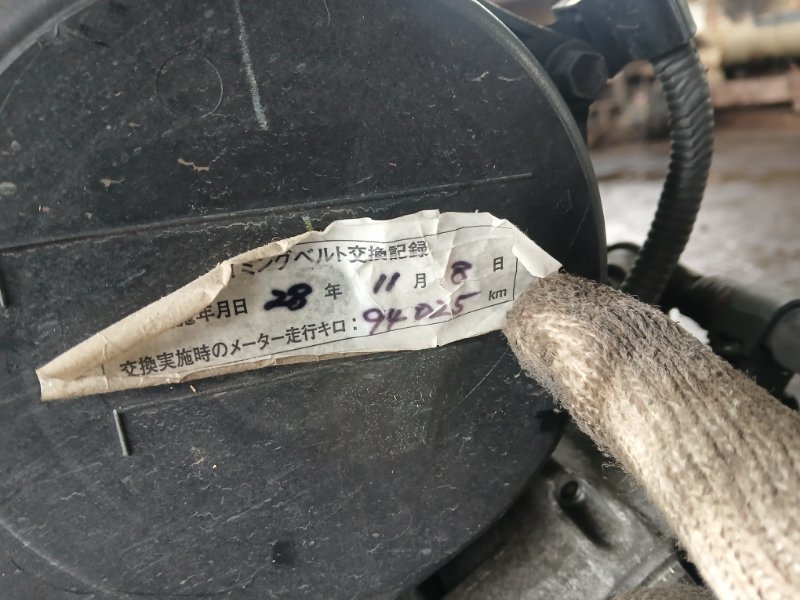 ミングベルト交換記録
施年月日 28 年 11 月 8 日
交換実施時のメーター走行キロ：94025 km